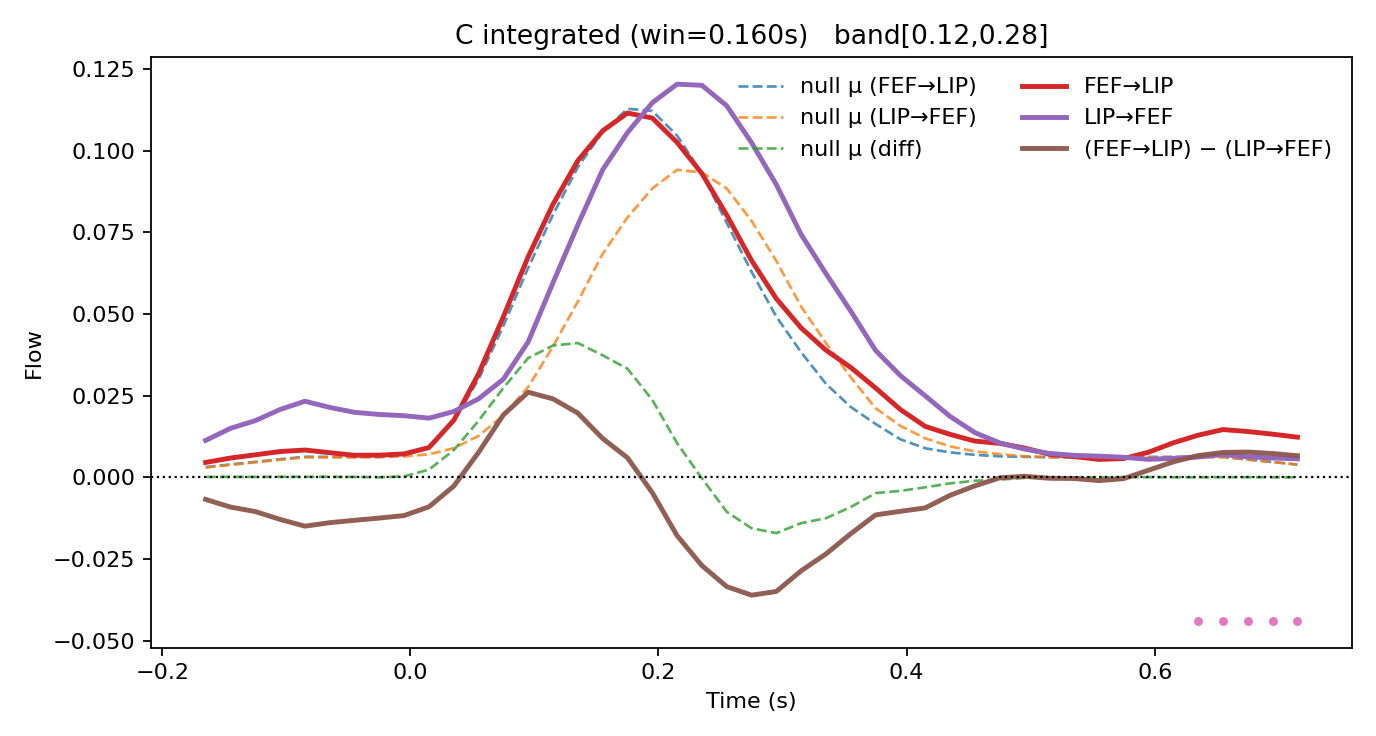 C integrated (win=0.160s)   band[0.12,0.28]
null μ (FEF→LIP)
null μ (LIP→FEF)
null μ (diff)
FEF→LIP
LIP→FEF
(FEF→LIP) − (LIP→FEF)
Flow
0.125
0.100
0.075
0.050
0.025
0.000
−0.025
−0.050
−0.2
0.0
0.2
0.4
0.6
Time (s)